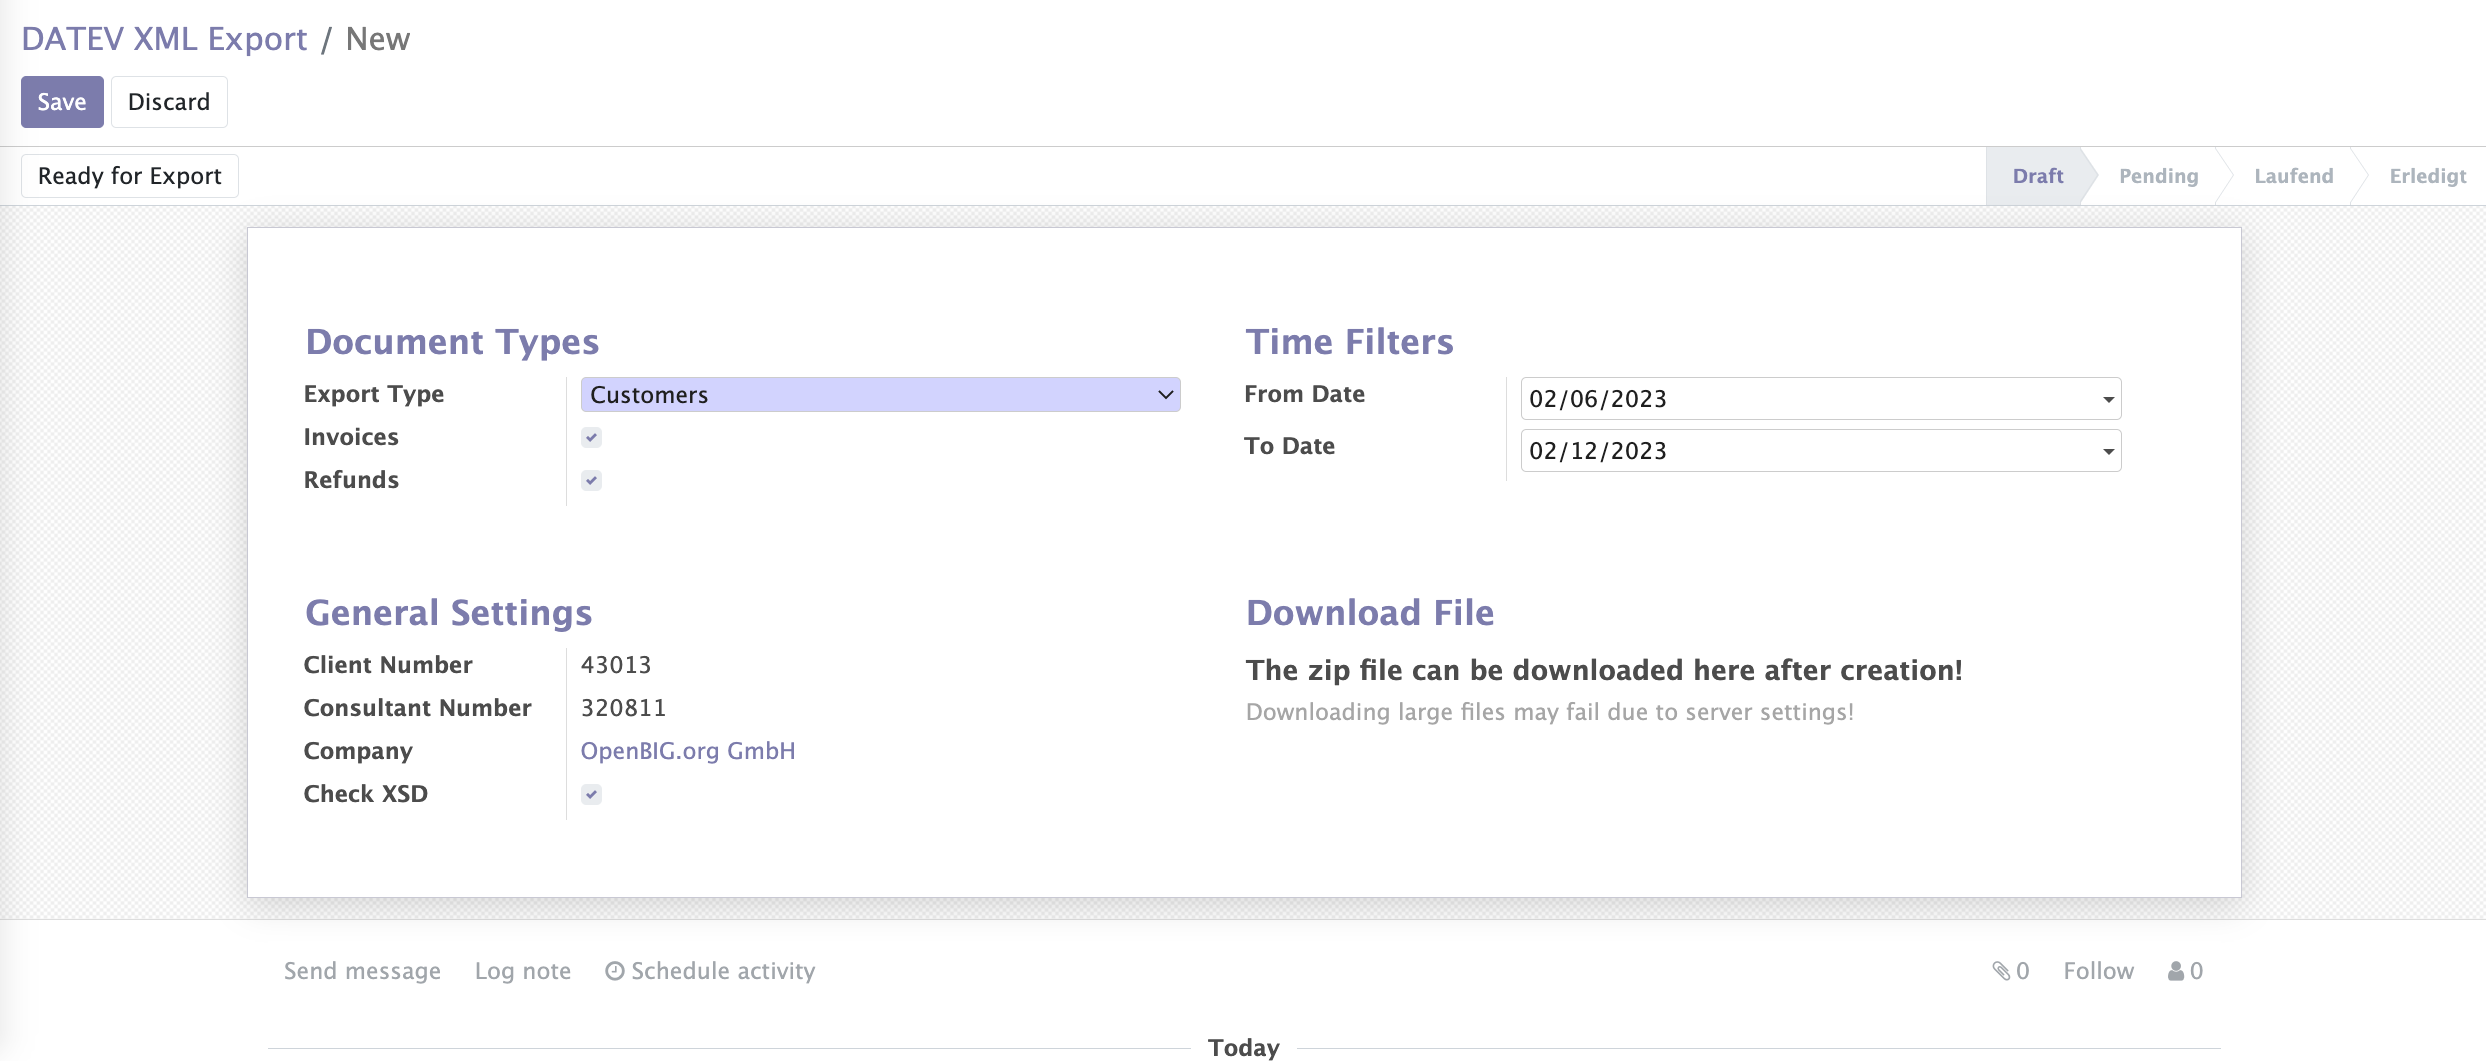 DATEV XML Export / New
Save Discard
Ready for Export Draft Pending Laufend Erledigt
Document Types
Export Type Customers
Invoices
Refunds
Time Filters
From Date 02/06/2023
To Date 02/12/2023
General Settings
Client Number 43013
Consultant Number 320811
Company OpenBIG.org GmbH
Check XSD
Download File
The zip file can be downloaded here after creation!
Downloading large files may fail due to server settings!
Send message Log note Schedule activity 0 Follow 0
Today